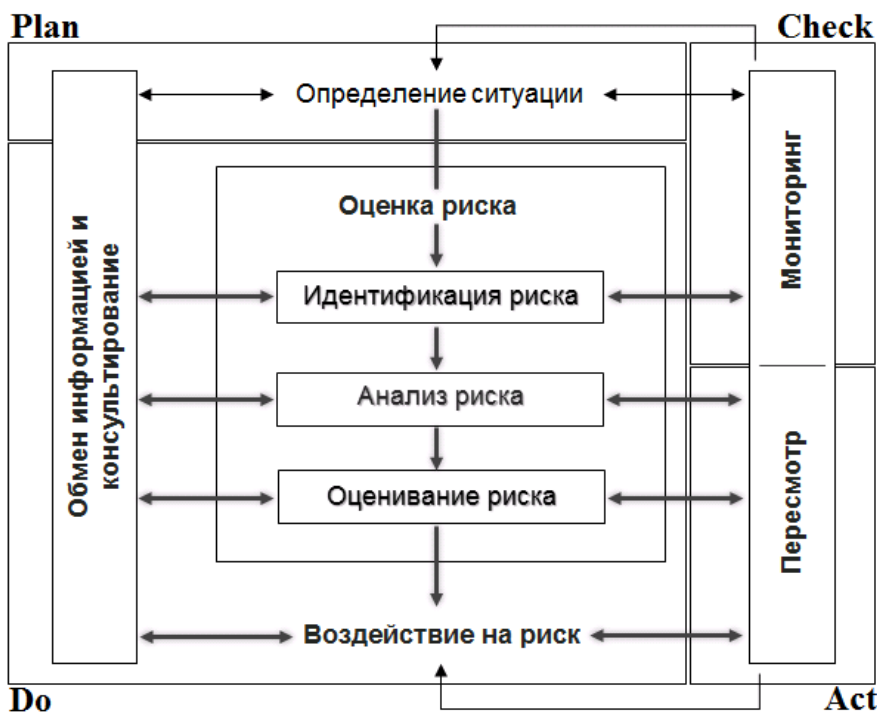 Plan
Check
Определение ситуации
Оценка риска
Идентификация риска
Анализ риска
Оценивание риска
Воздействие на риск
Обмен информацией и
консультирование
Мониторинг
Пересмотр
Do
Act